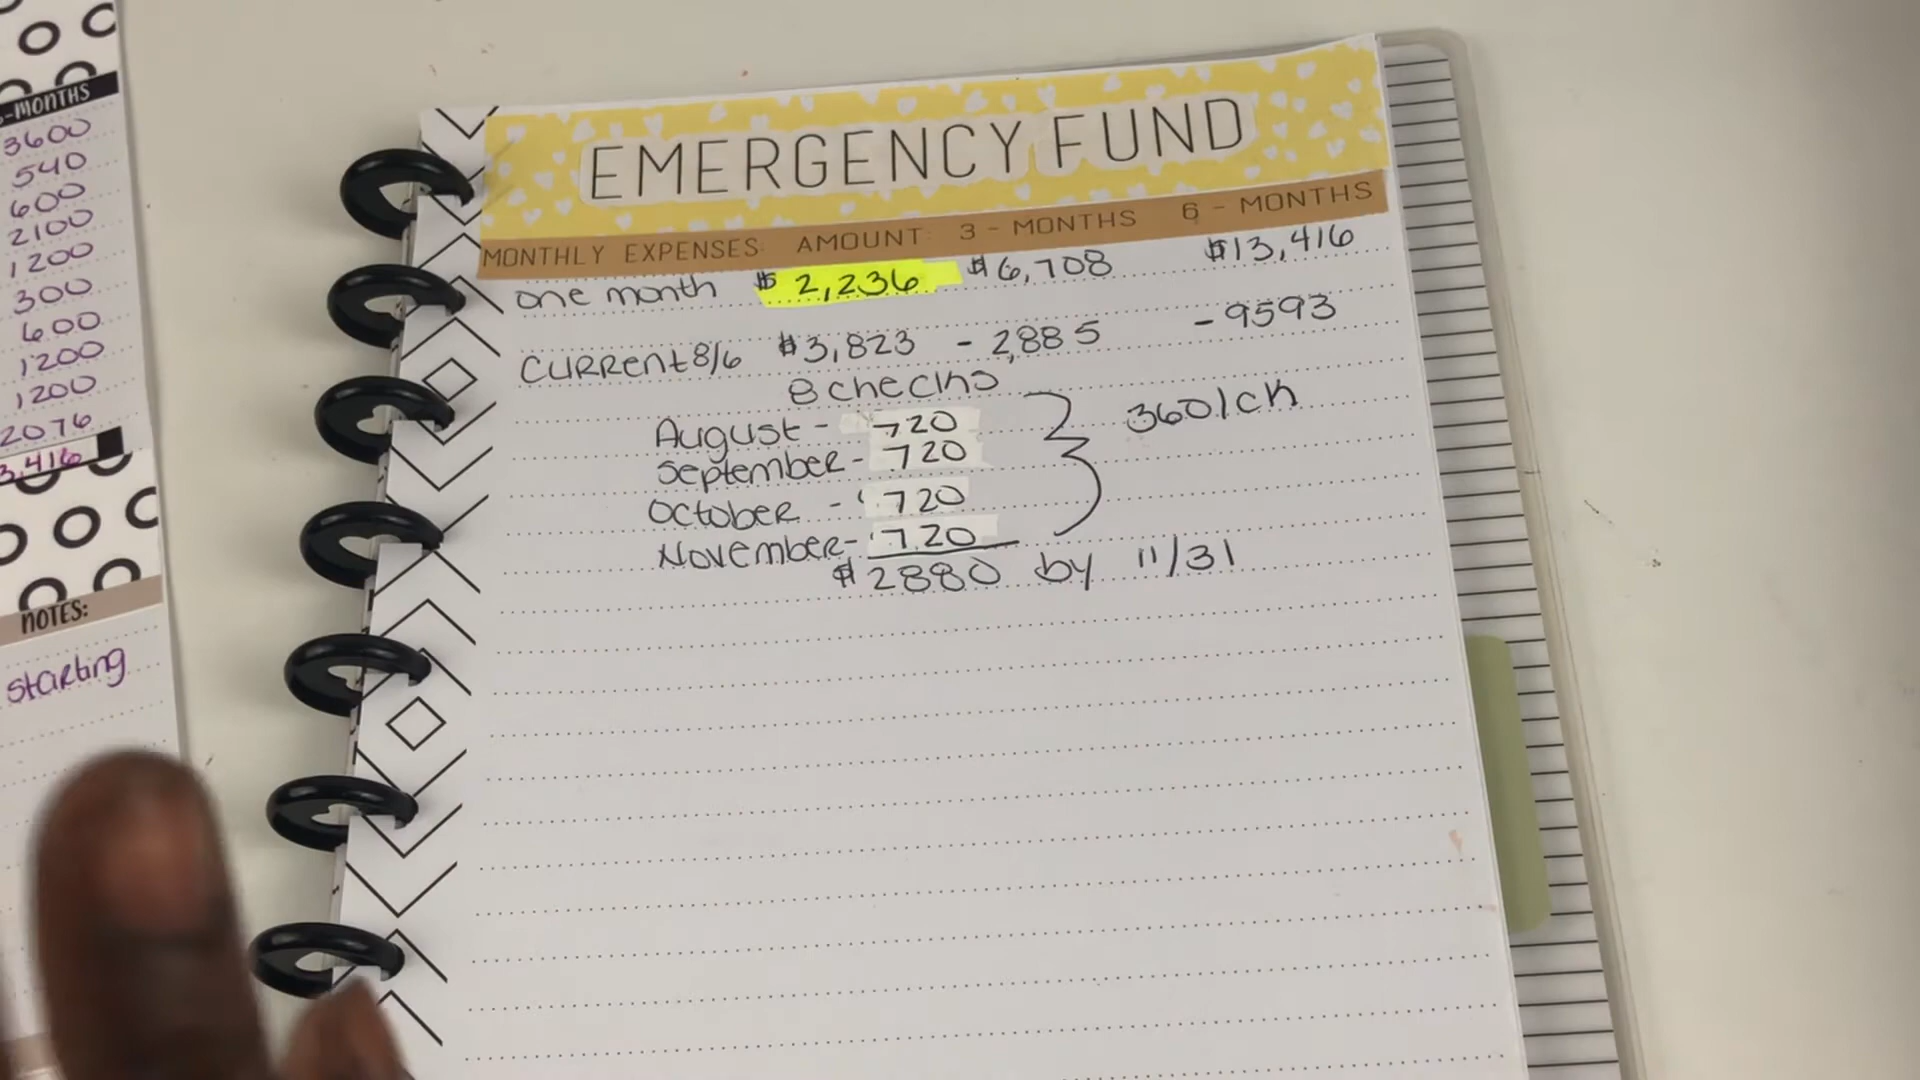 -MONTHS
3600
540
600
2100
1200
300
600
1200
1200
2076
3,416
NOTES:
starting
EMERGENCY FUND
MONTHLY EXPENSES: AMOUNT: 3 - MONTHS 6 - MONTHS
one month $ 2,236 $6,708 $13,416
CURRent 8/6 $3,823 - 2,885 - 9593
8 checks
August - 720
September - 720
October - 720
November - 720
360/ck
$2880 by 11/31